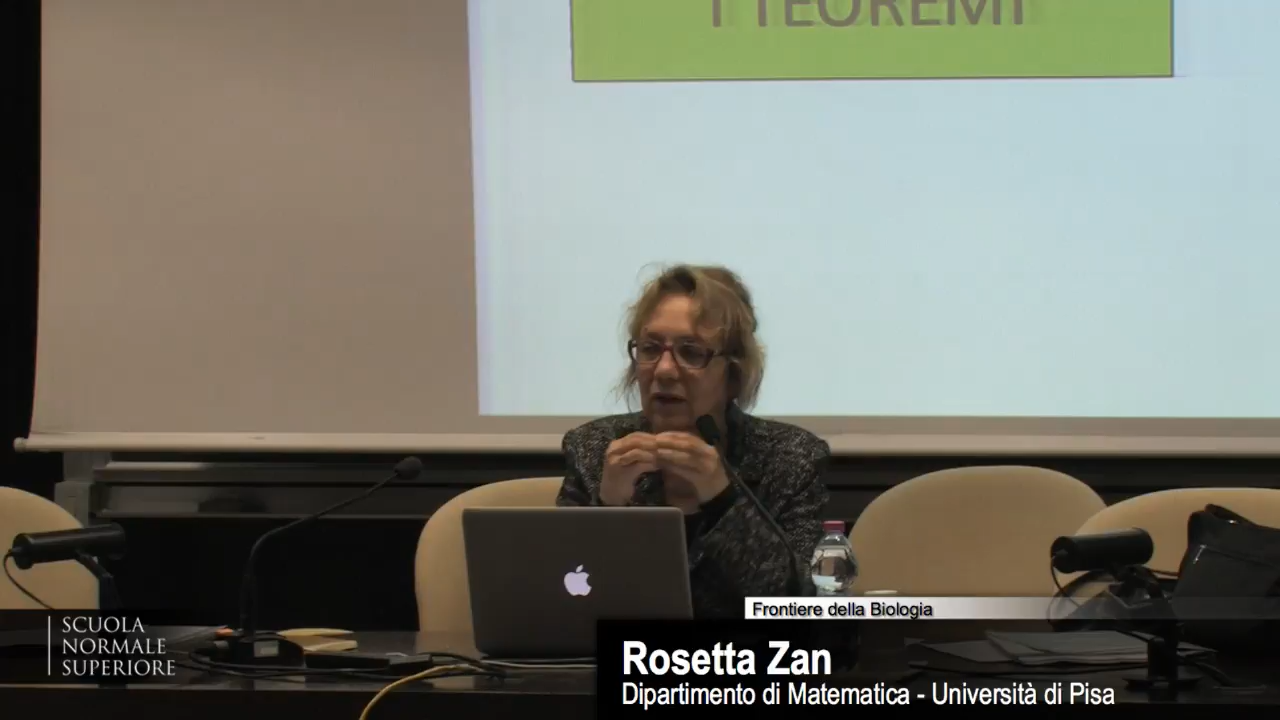 I TEOREMI
SCUOLA
NORMALE
SUPERIORE
Frontiere della Biologia
Rosetta Zan
Dipartimento di Matematica - Università di Pisa